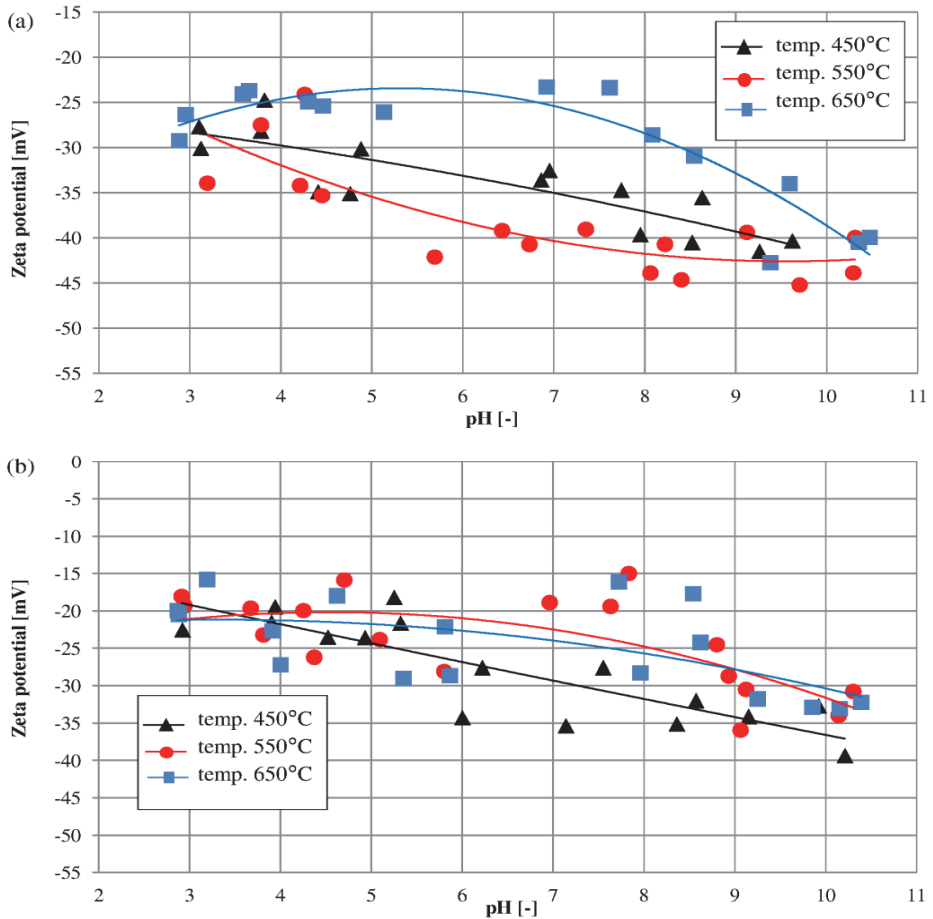 (a)
-15
-20
-25
-30
-35
-40
-45
-50
-55
Zeta potential [mV]
temp. 450°C
temp. 550°C
temp. 650°C
2 3 4 5 6 7 8 9 10 11
pH [-]
(b)
0
-5
-10
-15
-20
-25
-30
-35
-40
-45
-50
-55
Zeta potential [mV]
temp. 450°C
temp. 550°C
temp. 650°C
2 3 4 5 6 7 8 9 10 11
pH [-]